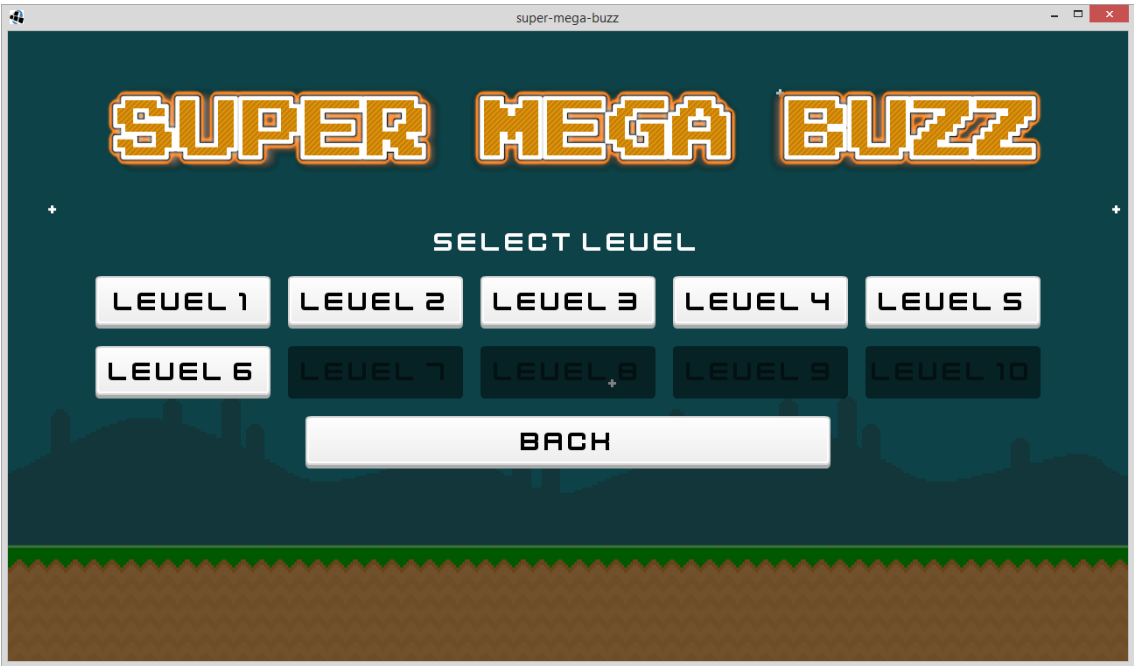 super-mega-buzz
SUPER MEGA BUZZ
SELECT LEVEL
LEVEL 1 LEVEL 2 LEVEL 3 LEVEL 4 LEVEL 5
LEVEL 6 LEVEL 7 LEVEL 8 LEVEL 9 LEVEL 10
BACK